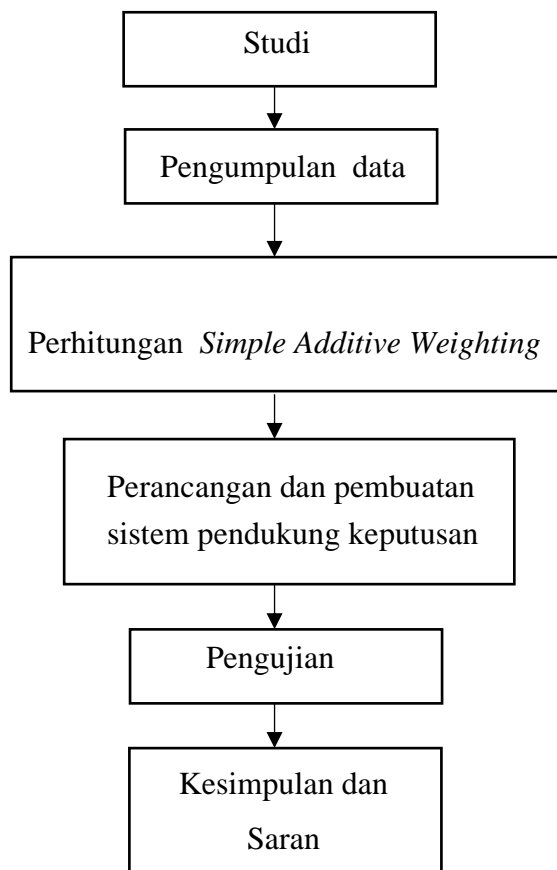 Studi
Pengumpulan data
Perhitungan Simple Additive Weighting
Perancangan dan pembuatan
sistem pendukung keputusan
Pengujian
Kesimpulan dan
Saran